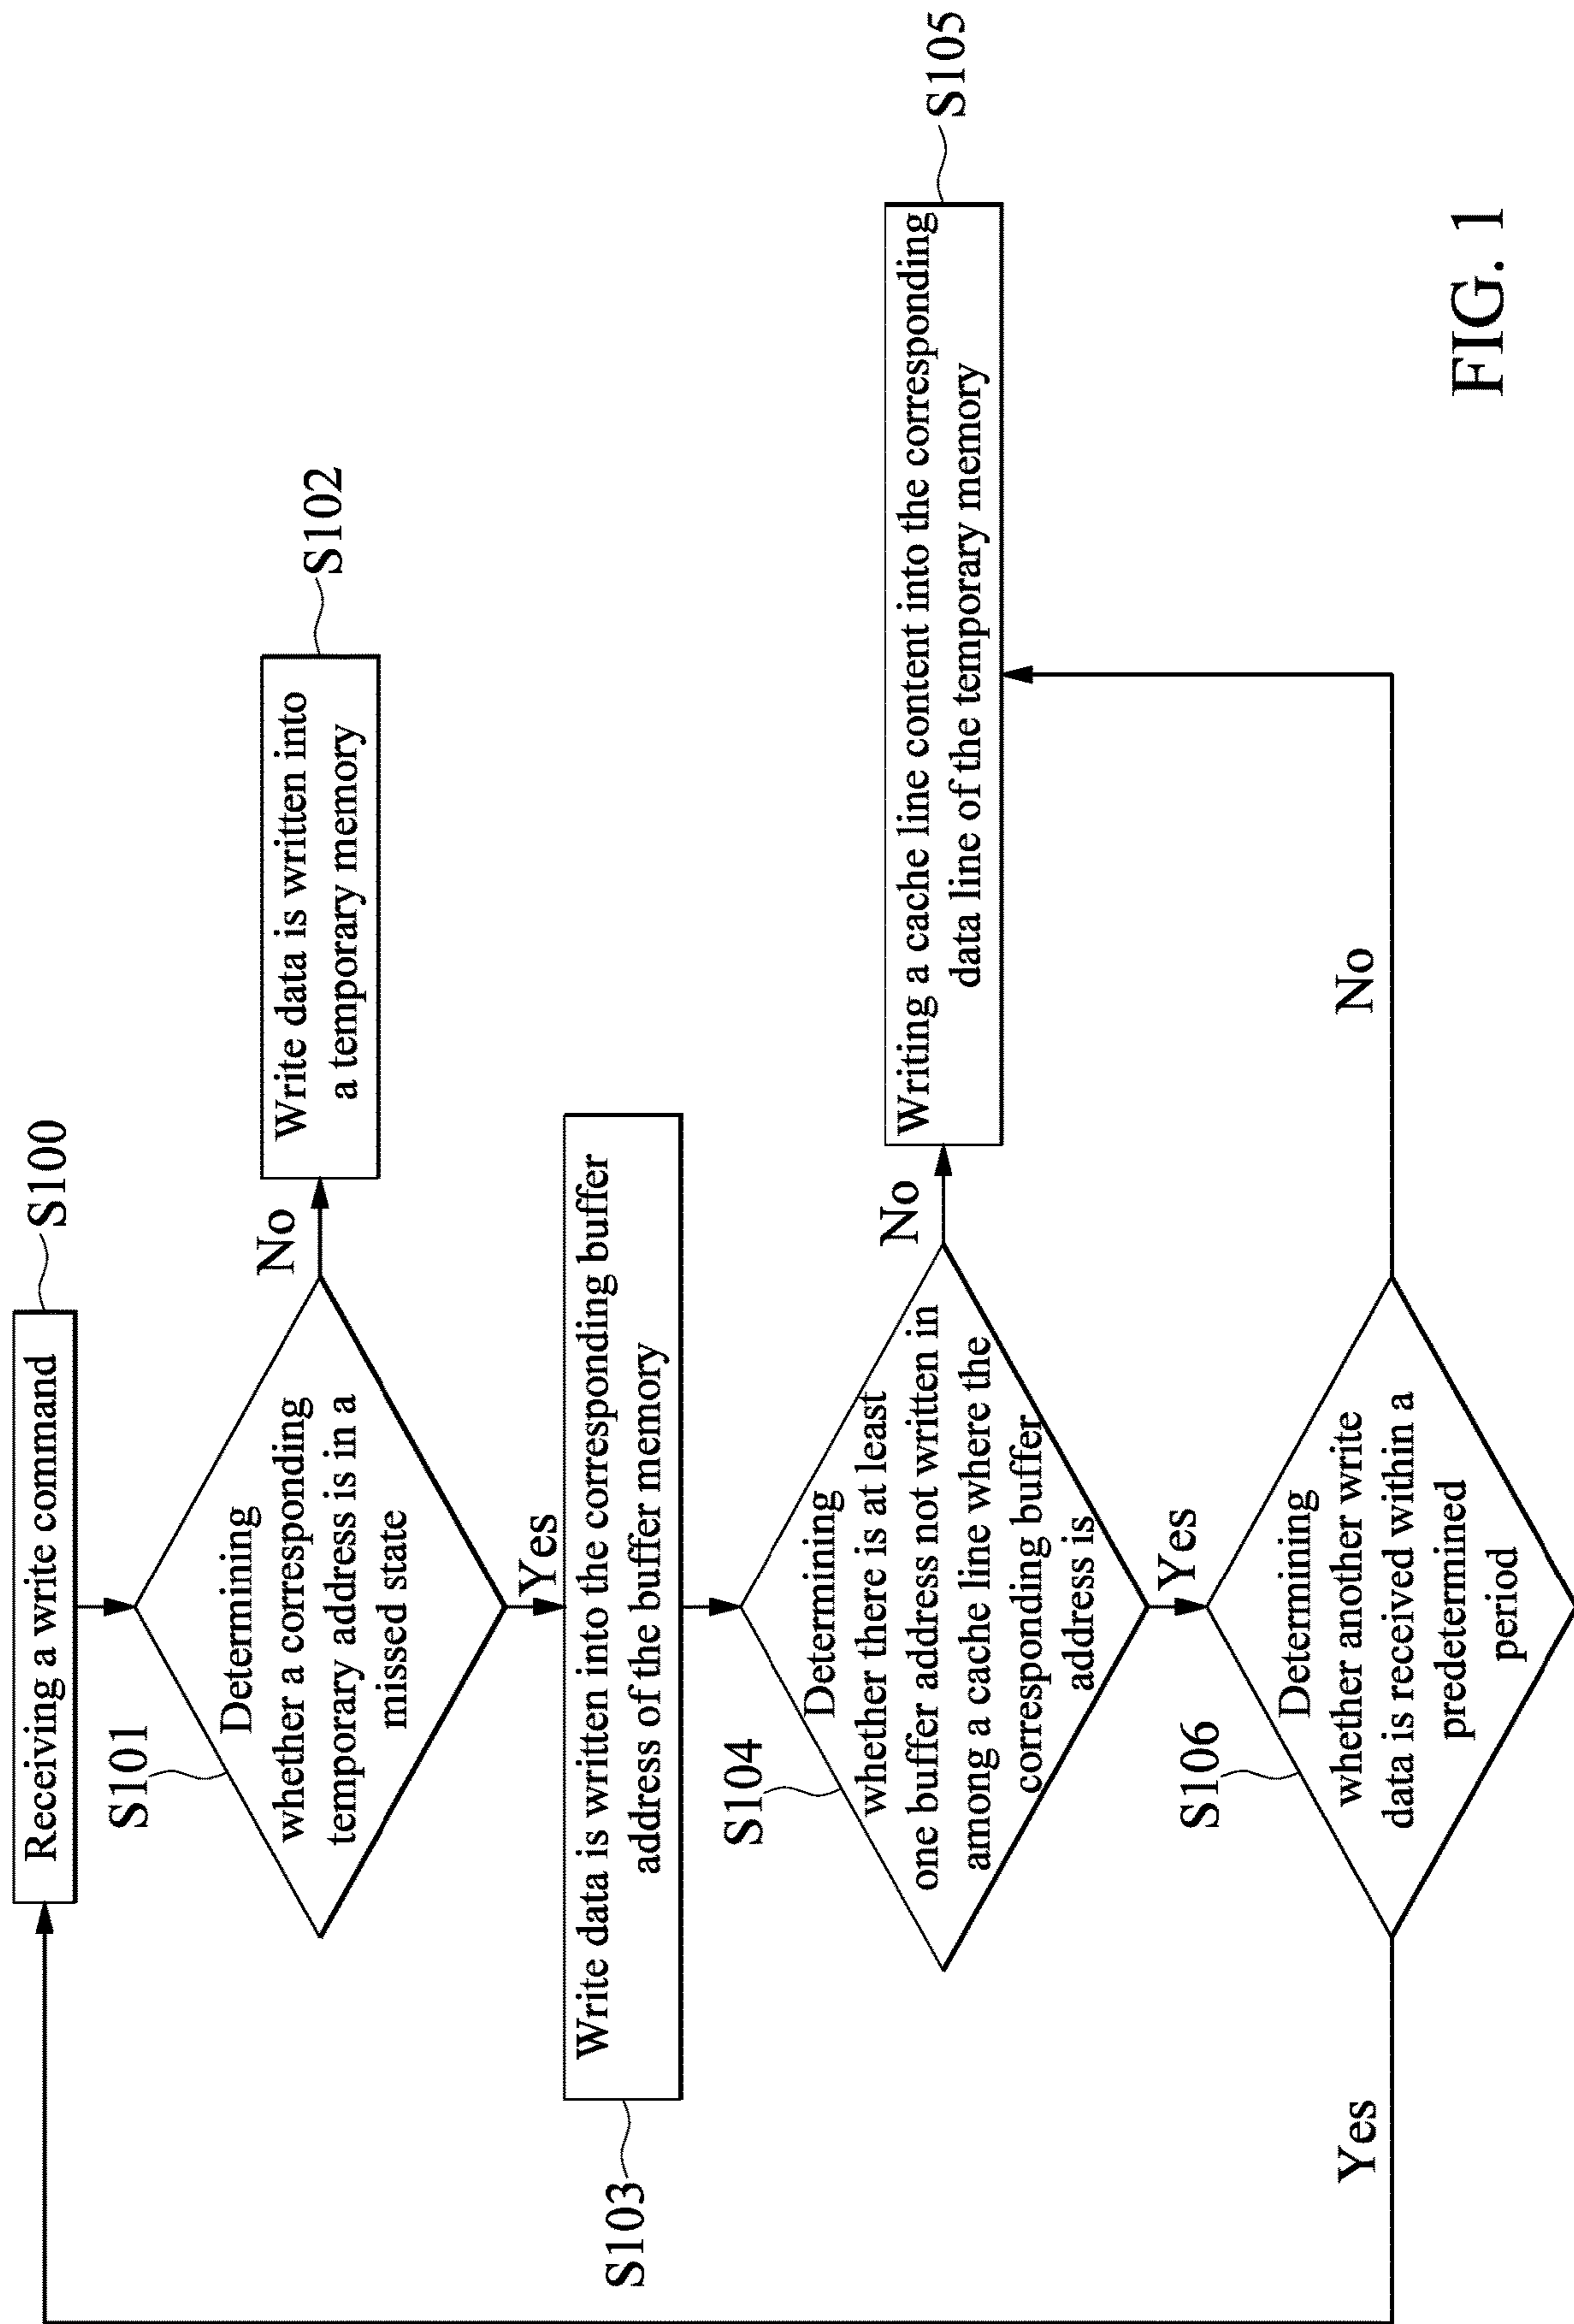 Receiving a write command
S100
S101
Determining
whether a corresponding
temporary address is in a
missed state
No
Write data is written into
a temporary memory
S102
Yes
Write data is written into the corresponding buffer
address of the buffer memory
S103
S104
Determining
whether there is at least
one buffer address not written in
among a cache line where the
corresponding buffer
address is
No
Writing a cache line content into the corresponding
data line of the temporary memory
S105
Yes
S106
Determining
whether another write
data is received within a
predetermined
period
Yes
No
FIG. 1